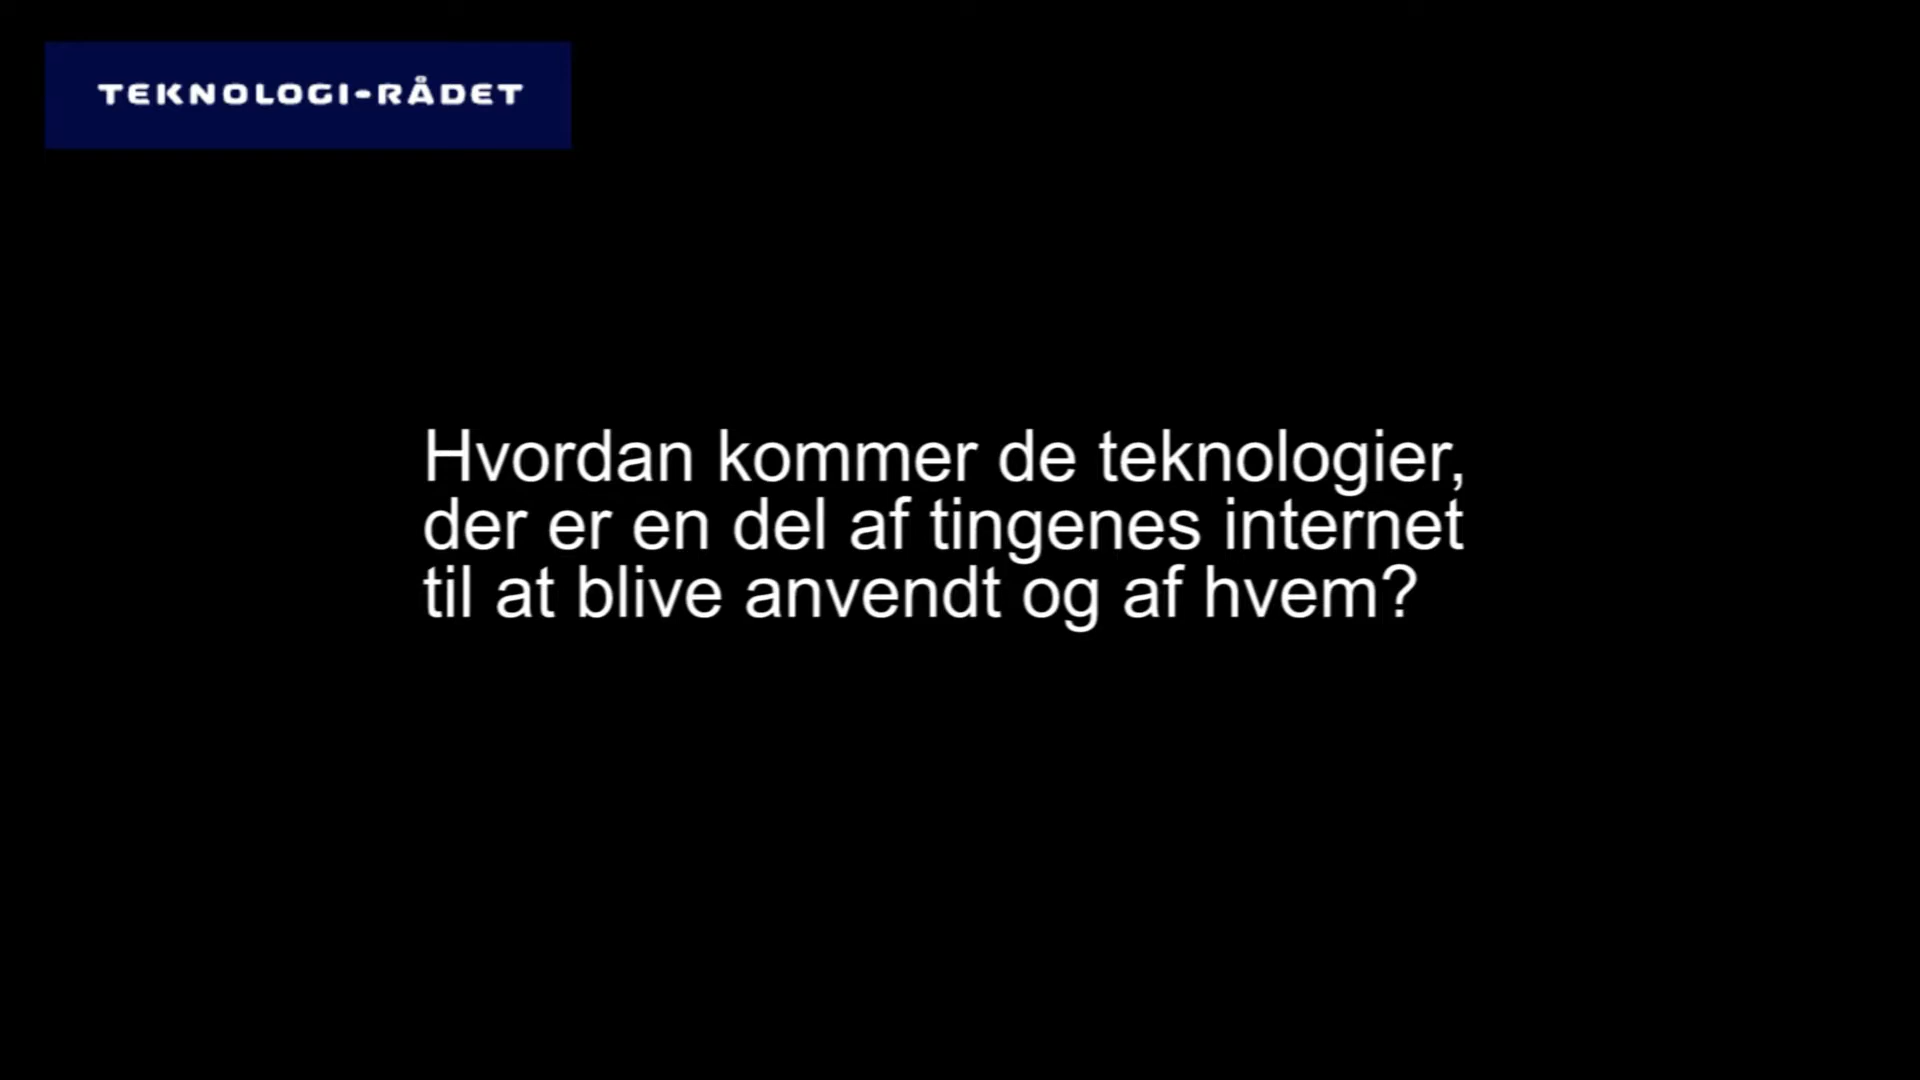 TEKNOLOGI-RÅDET
Hvordan kommer de teknologier,
der er en del af tingenes internet
til at blive anvendt og af hvem?